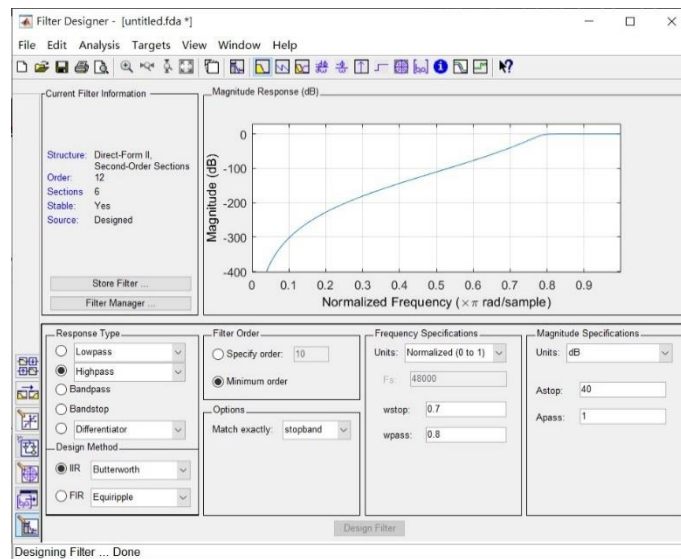 Filter Designer - [untitled.fda *]
File Edit Analysis Targets View Window Help
Current Filter Information
Structure: Direct-Form II, Second-Order Sections
Order: 12
Sections 6
Stable: Yes
Source: Designed
Store Filter ...
Filter Manager ...
Magnitude Response (dB)
Magnitude (dB)
0
-100
-200
-300
-400
0 0.1 0.2 0.3 0.4 0.5 0.6 0.7 0.8 0.9
Normalized Frequency (×π rad/sample)
Response Type
Lowpass
Highpass
Bandpass
Bandstop
Differentiator
Design Method
IIR Butterworth
FIR Equiripple
Filter Order
Specify order: 10
Minimum order
Options
Match exactly: stopband
Frequency Specifications
Units: Normalized (0 to 1)
Fs: 48000
wstop: 0.7
wpass: 0.8
Magnitude Specifications
Units: dB
Astop: 40
Apass: 1
Design Filter
Designing Filter ... Done